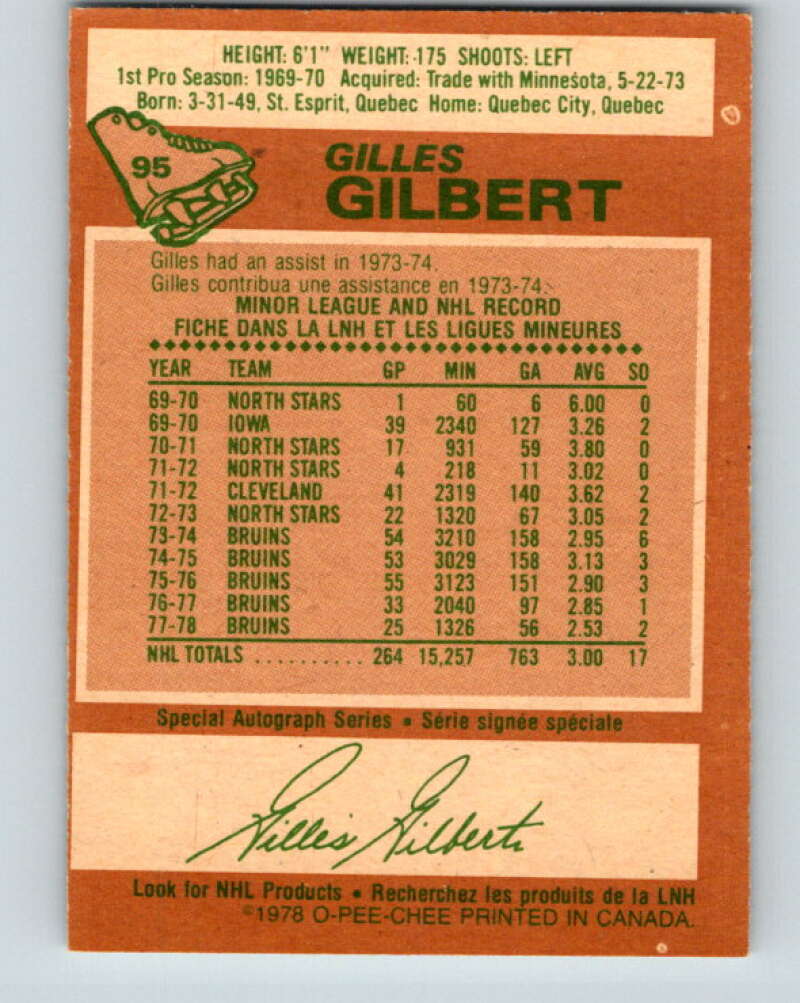 HEIGHT: 6'1" WEIGHT: 175 SHOOTS: LEFT
1st Pro Season: 1969-70 Acquired: Trade with Minnesota, 5-22-73
Born: 3-31-49, St. Esprit, Quebec Home: Quebec City, Quebec
95
GILLES
GILBERT
Gilles had an assist in 1973-74.
Gilles contribua une assistance en 1973-74.
MINOR LEAGUE AND NHL RECORD
FICHE DANS LA LNH ET LES LIGUES MINEURES
YEAR TEAM GP MIN GA AVG SO
69-70 NORTH STARS 1 60 6 6.00 0
69-70 IOWA 39 2340 127 3.26 2
70-71 NORTH STARS 17 931 59 3.80 0
71-72 NORTH STARS 4 218 11 3.02 0
71-72 CLEVELAND 41 2319 140 3.62 2
72-73 NORTH STARS 22 1320 67 3.05 2
73-74 BRUINS 54 3210 158 2.95 6
74-75 BRUINS 53 3029 158 3.13 3
75-76 BRUINS 55 3123 151 2.90 3
76-77 BRUINS 33 2040 97 2.85 1
77-78 BRUINS 25 1326 56 2.53 2
NHL TOTALS .......... 264 15,257 763 3.00 17
Special Autograph Series • Série signée spéciale
Gilles Gilbert
Look for NHL Products • Recherchez les produits de la LNH
©1978 O-PEE-CHEE PRINTED IN CANADA.